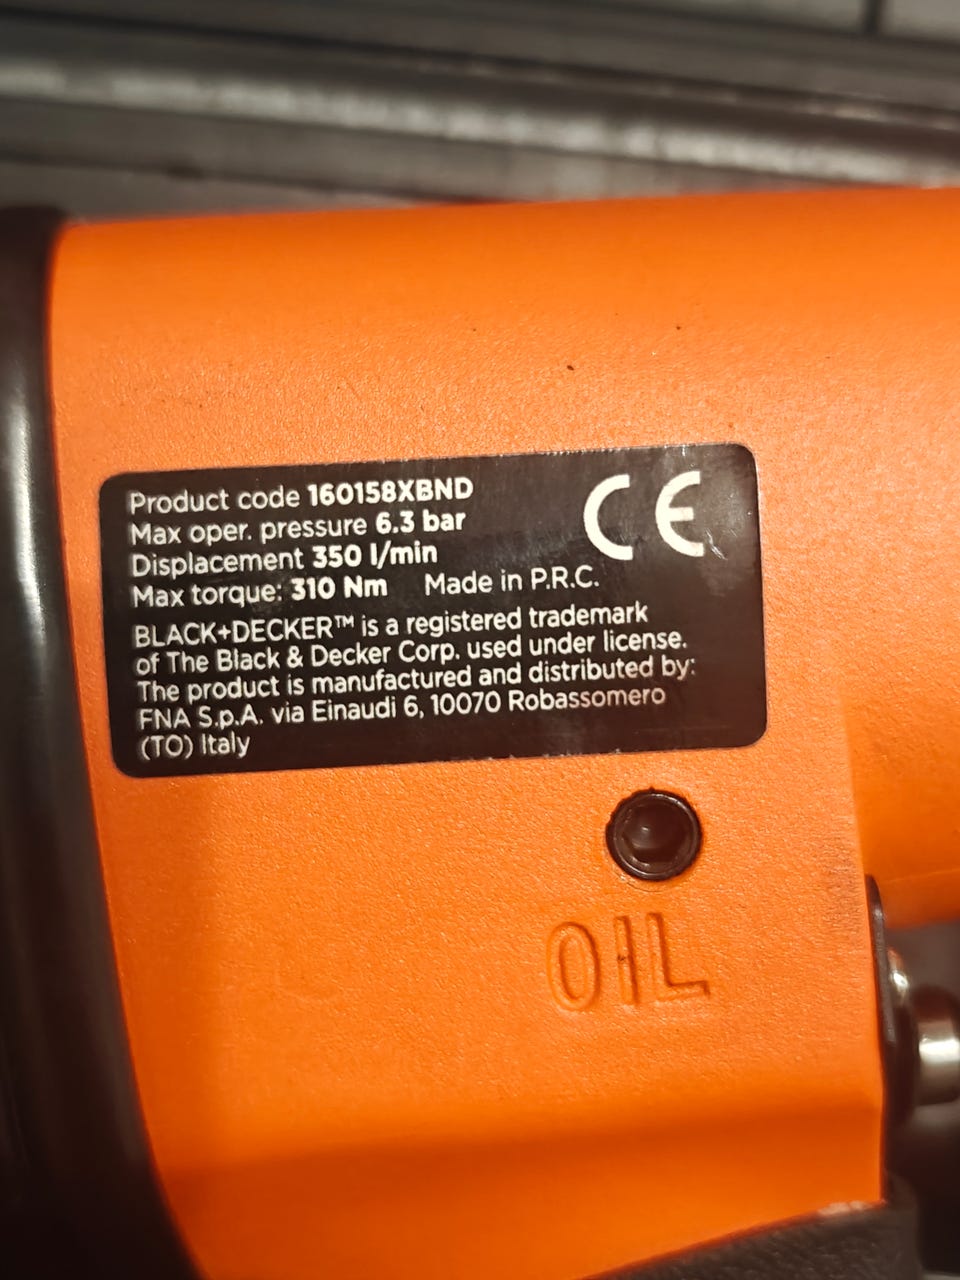 Product code 160158XBND
Max oper. pressure 6.3 bar
Displacement 350 l/min
Max torque: 310 Nm Made in P.R.C.
CE
BLACK+DECKER™ is a registered trademark
of The Black & Decker Corp. used under license.
The product is manufactured and distributed by:
FNA S.p.A. via Einaudi 6, 10070 Robassomero
(TO) Italy
OIL